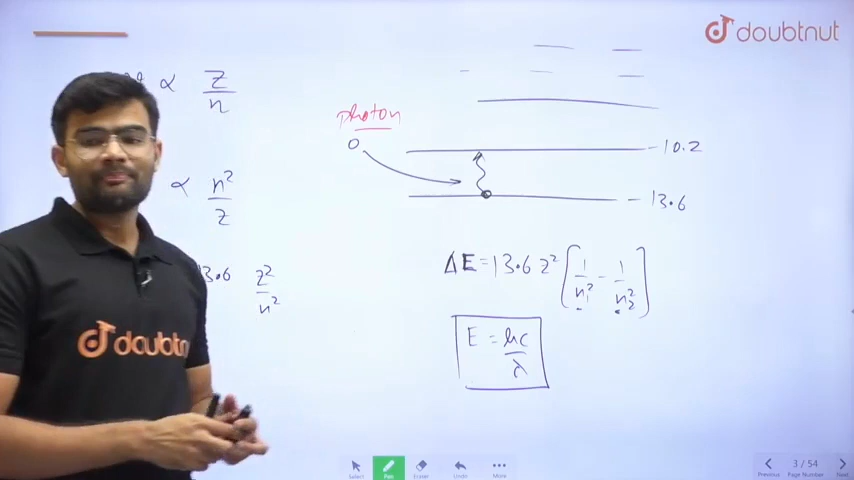 doubtnut
∝ Z/n
photon
-10.2
∝ n²/Z
-13.6
ΔE = 13.6 Z² [1/n₁² - 1/n₂²]
13.6 Z²/n²
E = hc/λ
doubtnut
Select
Pen
Eraser
Undo
More
Previous
3 / 54
Page Number
Next